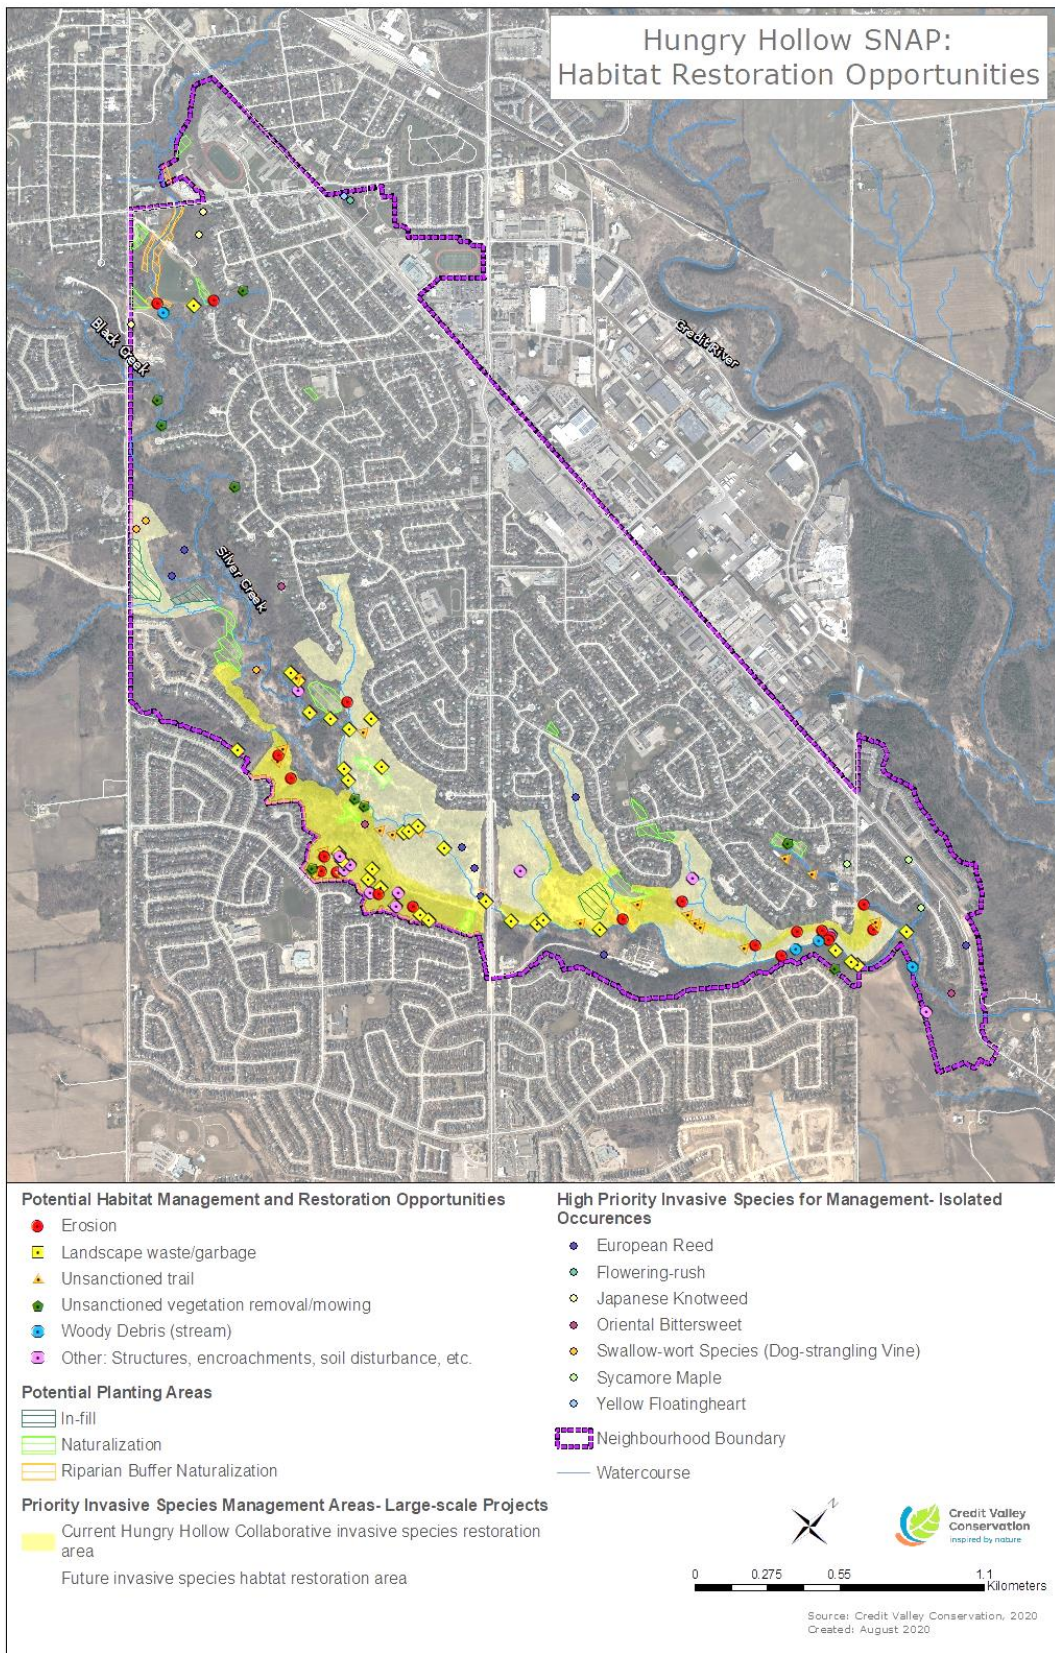 Hungry Hollow SNAP:
Habitat Restoration Opportunities
Credit River
Black Creek
Silver Creek
Potential Habitat Management and Restoration Opportunities
Erosion
Landscape waste/garbage
Unsanctioned trail
Unsanctioned vegetation removal/mowing
Woody Debris (stream)
Other: Structures, encroachments, soil disturbance, etc.
Potential Planting Areas
In-fill
Naturalization
Riparian Buffer Naturalization
Priority Invasive Species Management Areas- Large-scale Projects
Current Hungry Hollow Collaborative invasive species restoration
area
Future invasive species habtat restoration area
High Priority Invasive Species for Management- Isolated
Occurences
European Reed
Flowering-rush
Japanese Knotweed
Oriental Bittersweet
Swallow-wort Species (Dog-strangling Vine)
Sycamore Maple
Yellow Floatingheart
Neighbourhood Boundary
Watercourse
N
Credit Valley
Conservation
inspired by nature
0 0.275 0.55 1.1
Kilometers
Source: Credit Valley Conservation, 2020
Created: August 2020